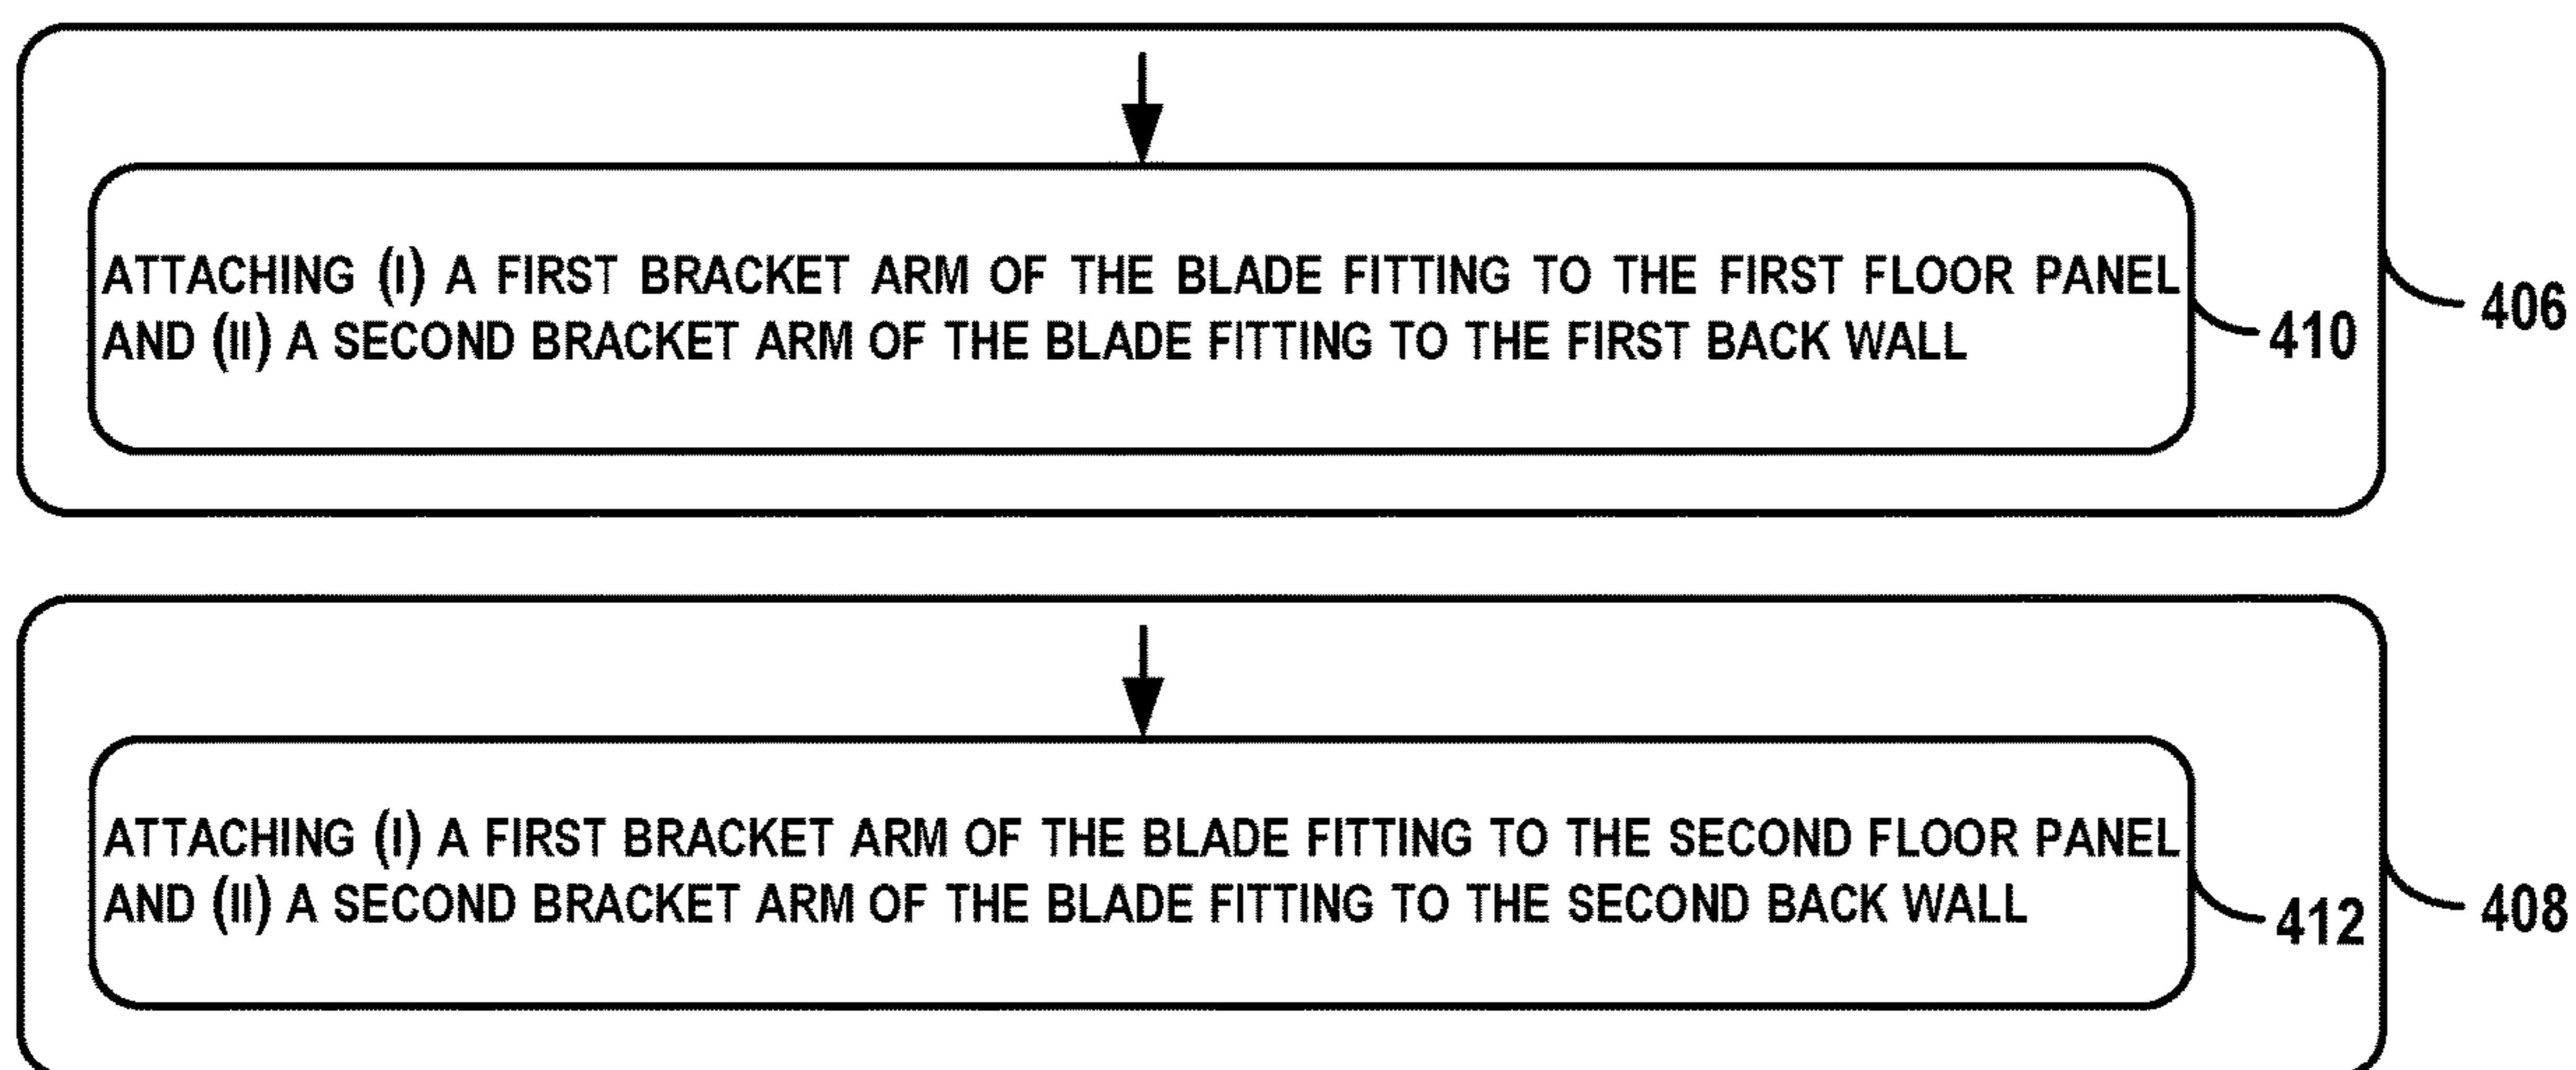 ATTACHING (I) A FIRST BRACKET ARM OF THE BLADE FITTING TO THE FIRST FLOOR PANEL
AND (II) A SECOND BRACKET ARM OF THE BLADE FITTING TO THE FIRST BACK WALL
410
406
ATTACHING (I) A FIRST BRACKET ARM OF THE BLADE FITTING TO THE SECOND FLOOR PANEL
AND (II) A SECOND BRACKET ARM OF THE BLADE FITTING TO THE SECOND BACK WALL
412
408